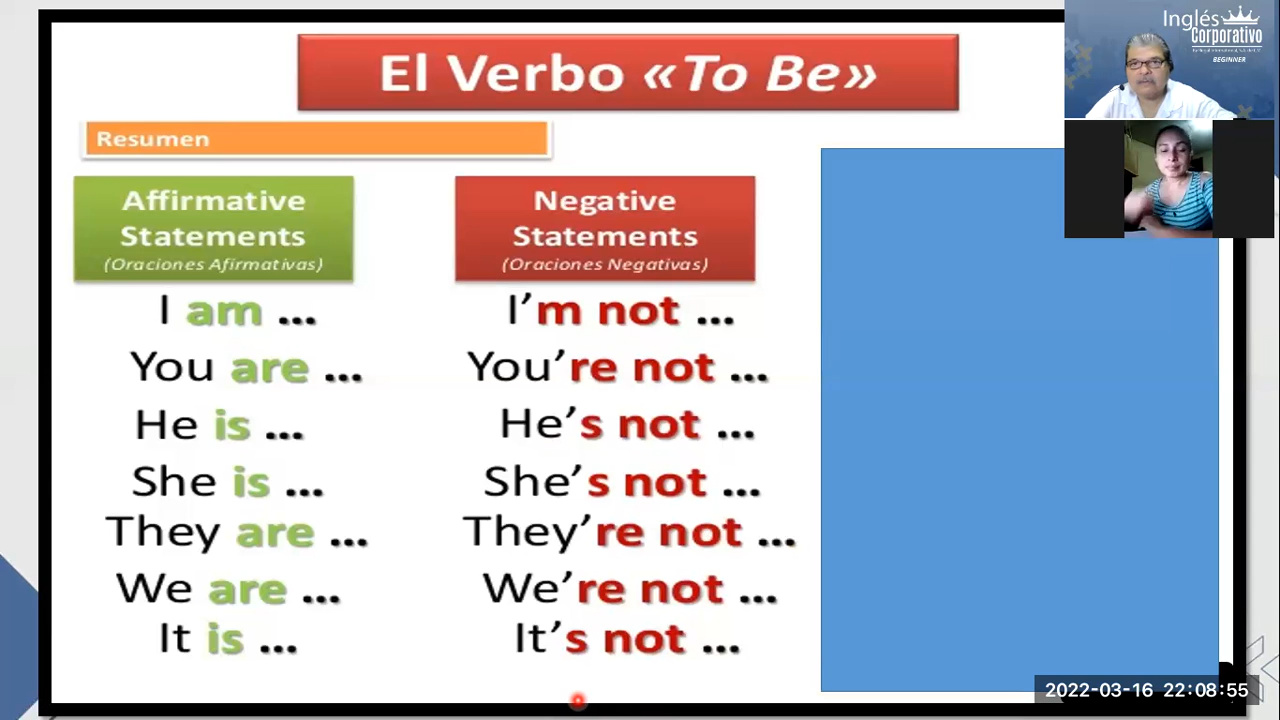 El Verbo «To Be»
Resumen
Affirmative
Statements
(Oraciones Afirmativas)
I am ...
You are ...
He is ...
She is ...
They are ...
We are ...
It is ...
Negative
Statements
(Oraciones Negativas)
I’m not ...
You’re not ...
He’s not ...
She’s not ...
They’re not ...
We’re not ...
It’s not ...
Inglés
Corporativo
BEGINNER
2022-03-16 22:08:55